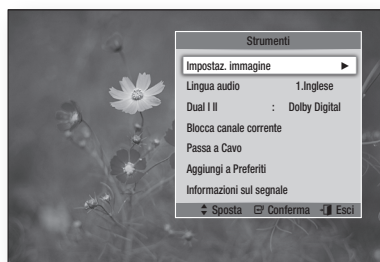 Strumenti
Impostaz. immagine ►
Lingua audio 1.Inglese
Dual I II : Dolby Digital
Blocca canale corrente
Passa a Cavo
Aggiungi a Preferiti
Informazioni sul segnale
Sposta Conferma Esci